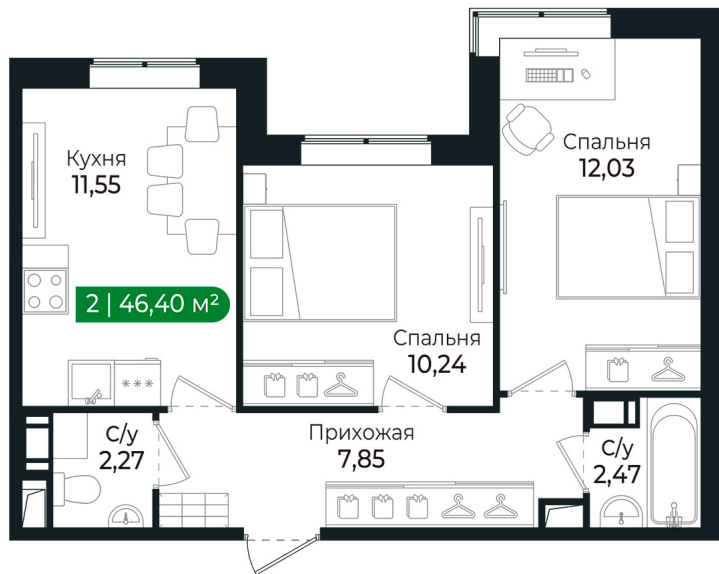 Кухня
11,55
Спальня
12,03
2 | 46,40 м²
Спальня
10,24
***
С/у
2,27
Прихожая
7,85
С/у
2,47